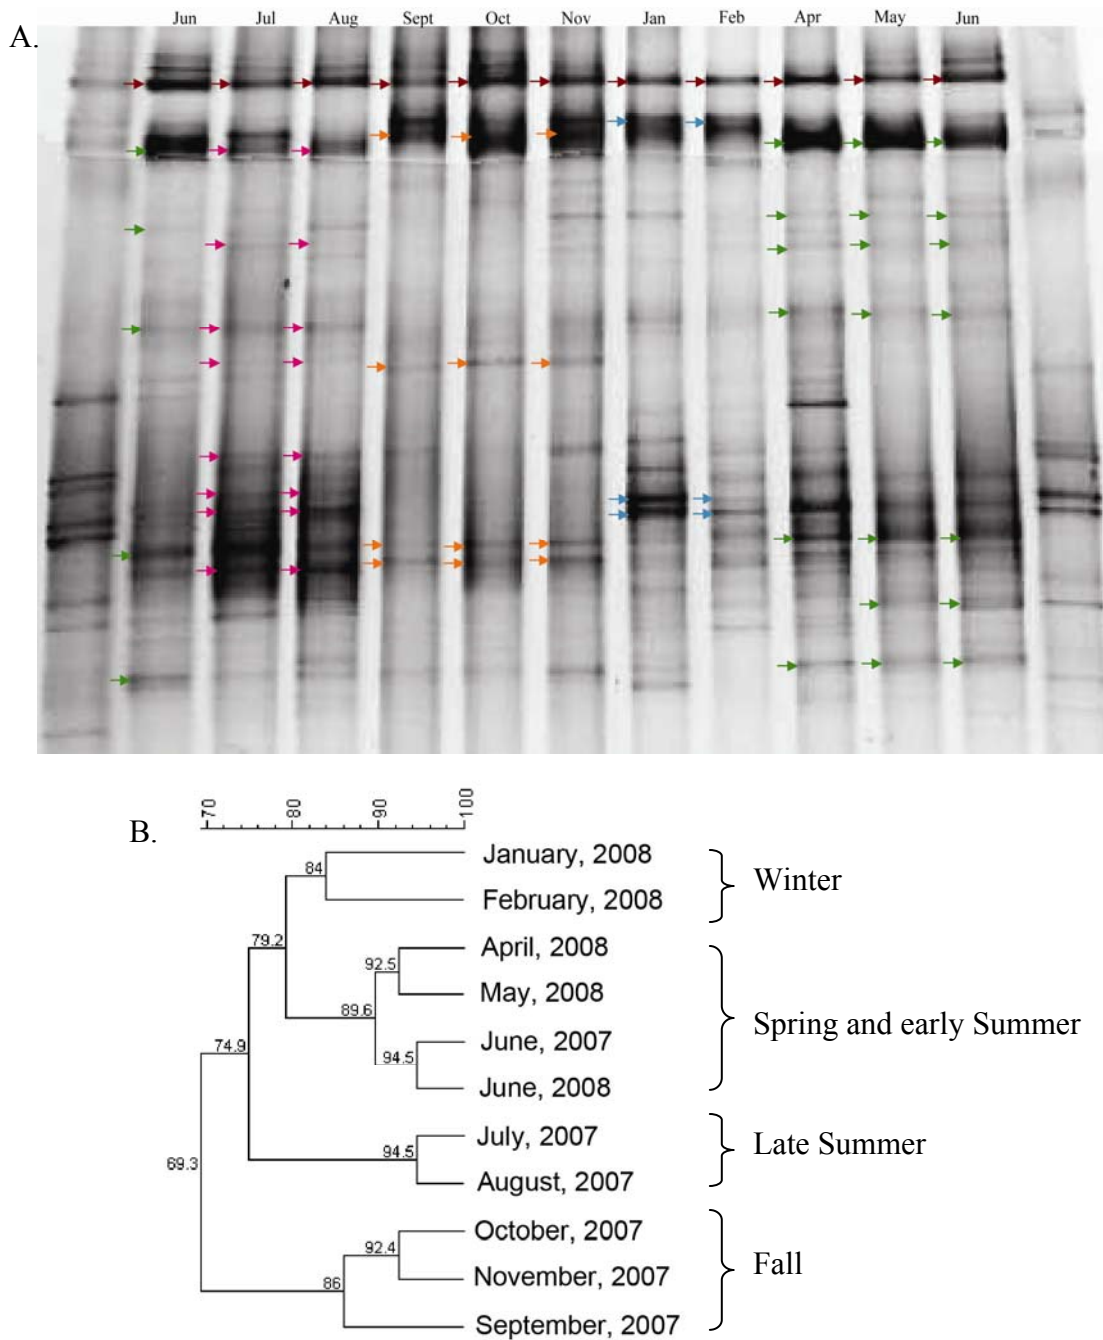 A.
Jun Jul Aug Sept Oct Nov Jan Feb Apr May Jun
B.
70 80 90 100
January, 2008
84
Winter
February, 2008
79.2
April, 2008
92.5
May, 2008
89.6
Spring and early Summer
74.9
June, 2007
94.5
June, 2008
July, 2007
94.5
Late Summer
69.3
August, 2007
October, 2007
92.4
Fall
November, 2007
86
September, 2007